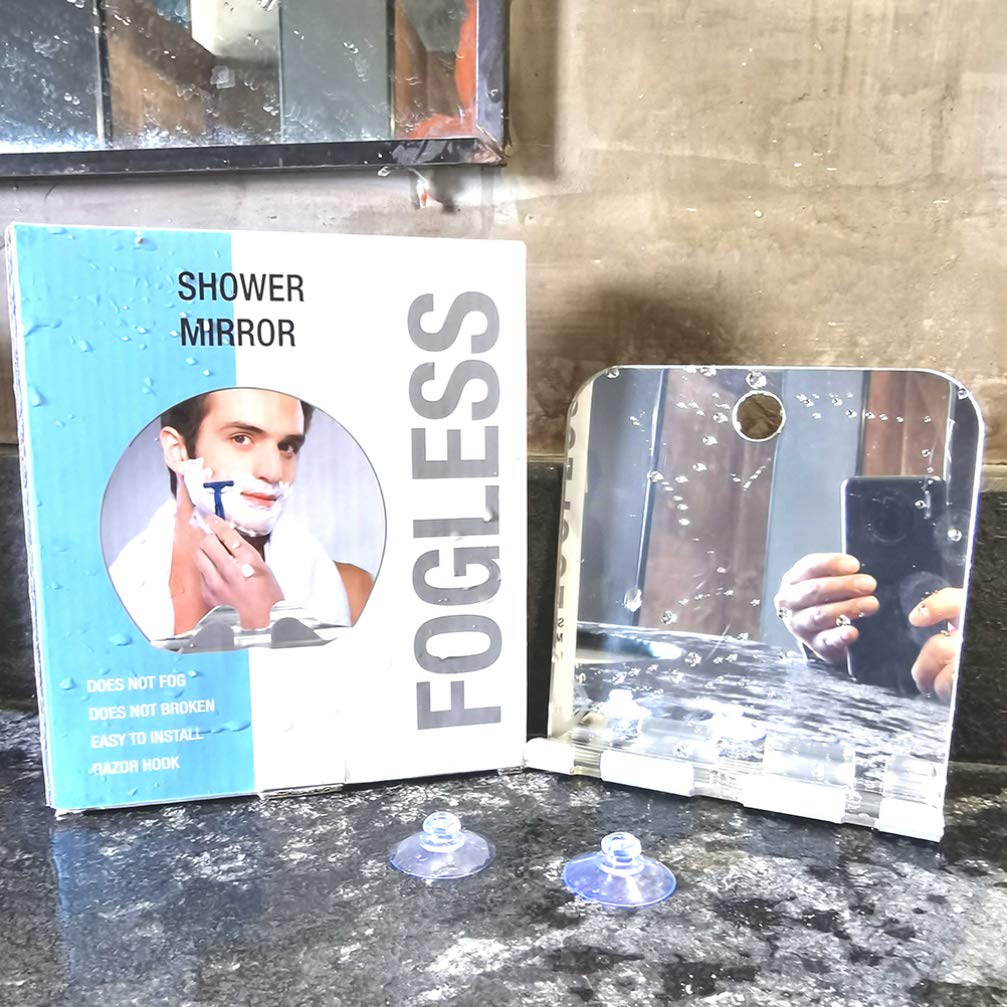 SHOWER
MIRROR
FOGLESS
DOES NOT FOG
DOES NOT BROKEN
EASY TO INSTALL
RAZOR HOOK